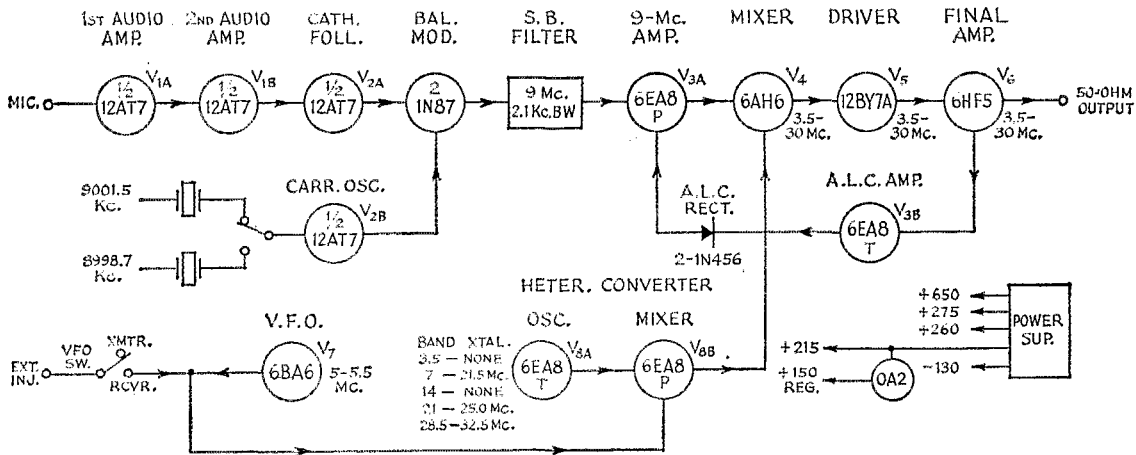 1ST AUDIO AMP.
2ND AUDIO AMP.
CATH. FOLL.
BAL. MOD.
S.B. FILTER
9-Mc. AMP.
MIXER
DRIVER
FINAL AMP
MIC.
1/2 12AT7
V1A
1/2 12AT7
V1B
1/2 12AT7
V2A
2 1N87
9 Mc.
2.1 Kc. BW
6EA8 P
V3A
6AH6
V4
3.5-30 Mc.
12BY7A
V5
3.5-30 Mc.
6HF5
V6
3.5-30 Mc.
50-OHM OUTPUT
9001.5 Kc.
8998.7 Kc.
CARR. OSC.
1/2 12AT7
V2B
A.L.C. RECT.
2-1N456
A.L.C. AMP.
6EA8 T
V3B
HETER. CONVERTER
EXT. INJ.
VFO SW.
XMTR.
RCVR.
V.F.O.
6BA6
V7
5-5.5 Mc.
BAND XTAL.
3.5 — NONE
7 — 21.5 Mc.
14 — NONE
21 — 25.0 Mc.
28.5 — 32.5 Mc.
OSC.
6EA8 T
V8A
MIXER
6EA8 P
V8B
+650
+275
+260
+215
+150 REG.
-130
OA2
POWER SUP.